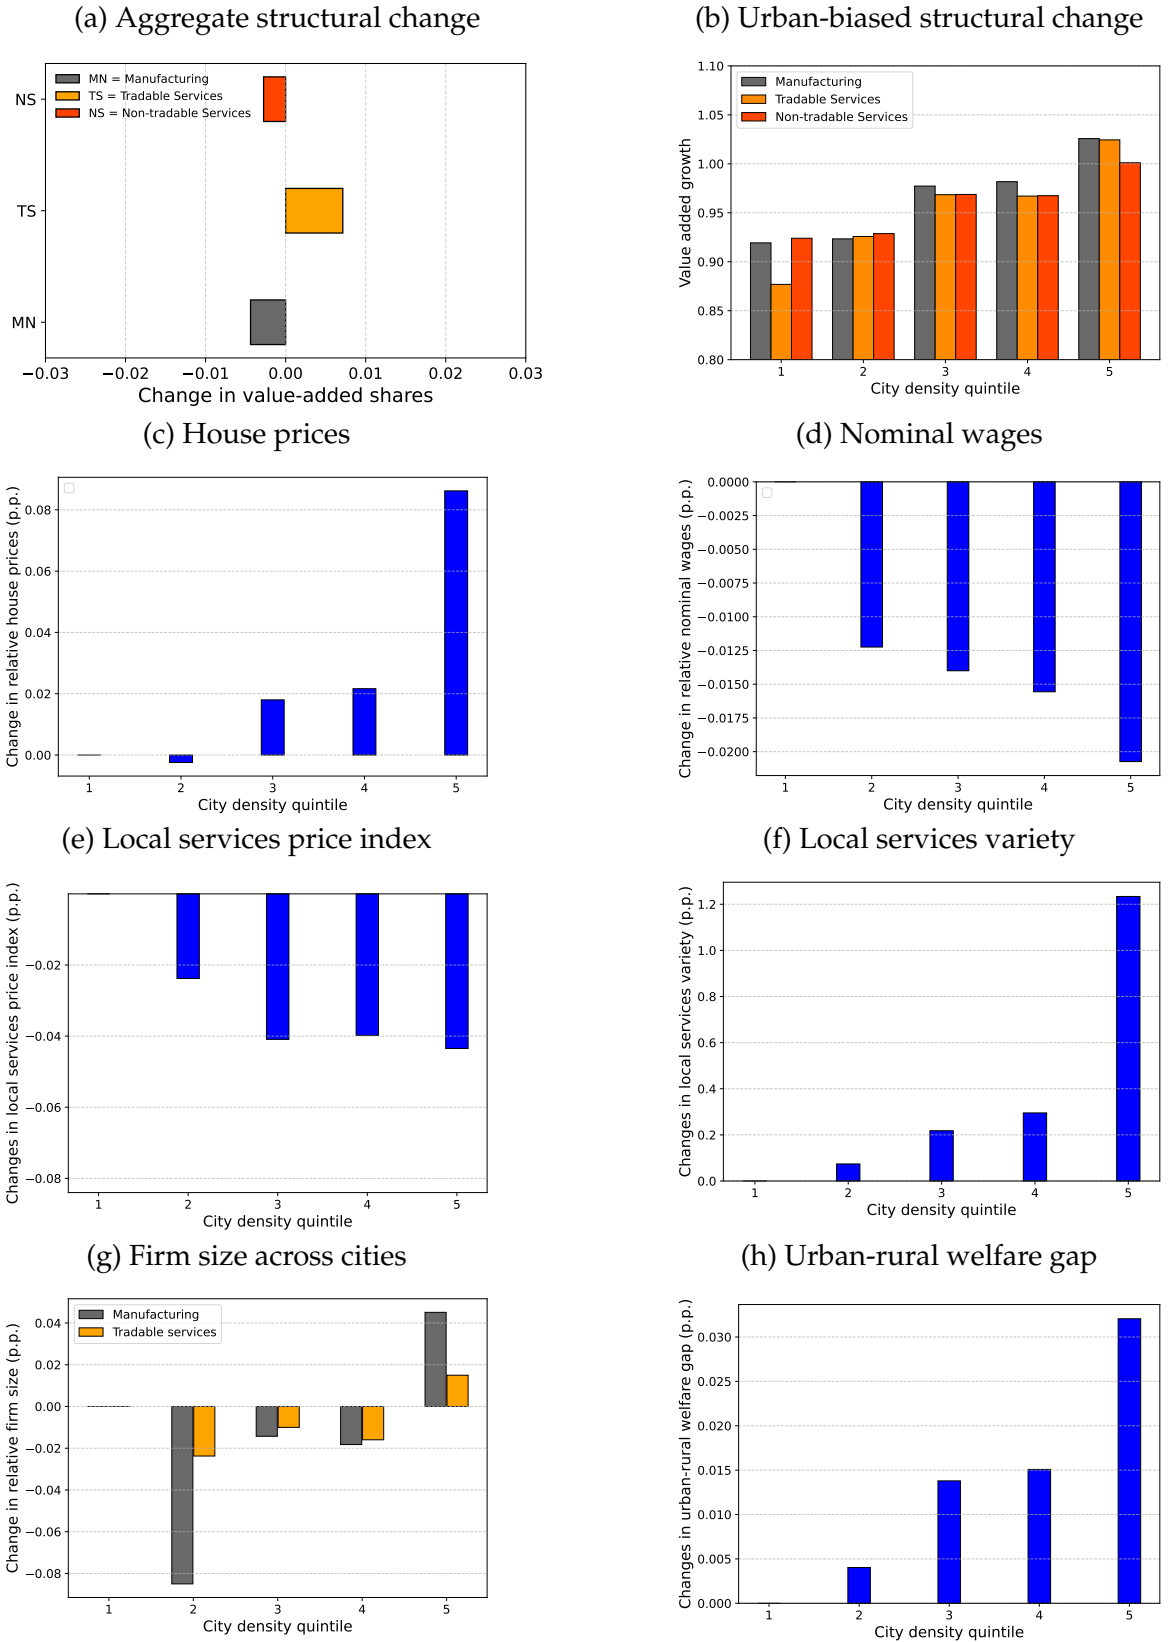 (a) Aggregate structural change
MN = Manufacturing
TS = Tradable Services
NS = Non-tradable Services
NS
TS
MN
−0.03 −0.02 −0.01 0.00 0.01 0.02 0.03
Change in value-added shares
(b) Urban-biased structural change
Value added growth
1.10
1.05
1.00
0.95
0.90
0.85
0.80
Manufacturing
Tradable Services
Non-tradable Services
1 2 3 4 5
City density quintile
(c) House prices
Change in relative house prices (p.p.)
0.08
0.06
0.04
0.02
0.00
1 2 3 4 5
City density quintile
(d) Nominal wages
Change in relative nominal wages (p.p.)
0.0000
−0.0025
−0.0050
−0.0075
−0.0100
−0.0125
−0.0150
−0.0175
−0.0200
1 2 3 4 5
City density quintile
(e) Local services price index
Changes in local services price index (p.p.)
−0.02
−0.04
−0.06
−0.08
1 2 3 4 5
City density quintile
(f) Local services variety
Changes in local services variety (p.p.)
1.2
1.0
0.8
0.6
0.4
0.2
0.0
1 2 3 4 5
City density quintile
(g) Firm size across cities
Change in relative firm size (p.p.)
0.04
0.02
0.00
−0.02
−0.04
−0.06
−0.08
Manufacturing
Tradable services
1 2 3 4 5
City density quintile
(h) Urban-rural welfare gap
Changes in urban-rural welfare gap (p.p.)
0.030
0.025
0.020
0.015
0.010
0.005
0.000
1 2 3 4 5
City density quintile